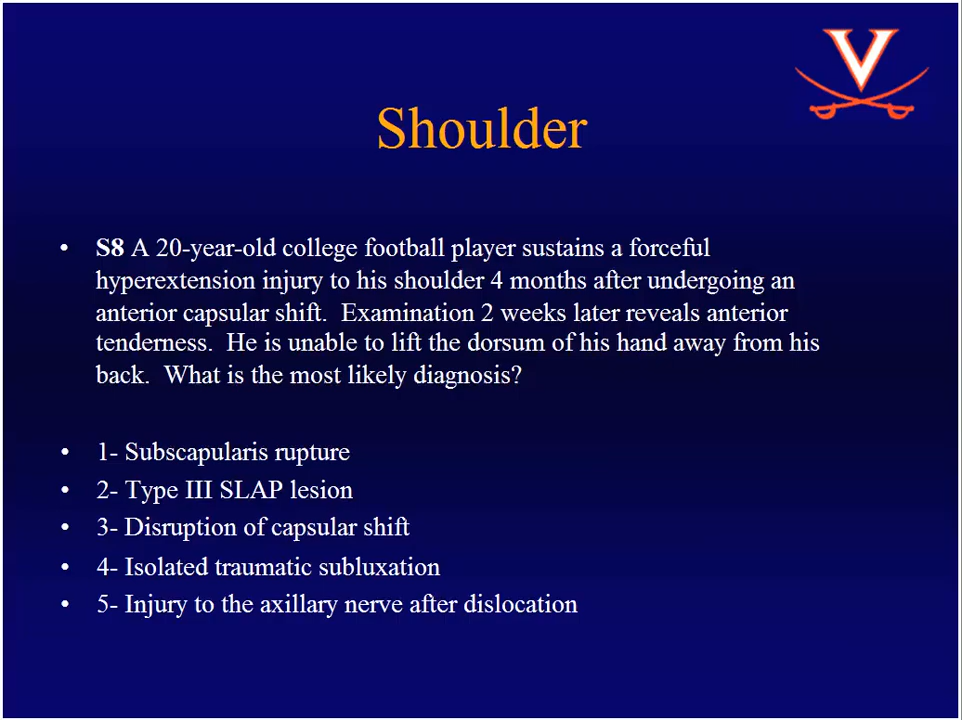 V
Shoulder
• S8 A 20-year-old college football player sustains a forceful
hyperextension injury to his shoulder 4 months after undergoing an
anterior capsular shift.  Examination 2 weeks later reveals anterior
tenderness.  He is unable to lift the dorsum of his hand away from his
back.  What is the most likely diagnosis?
• 1- Subscapularis rupture
• 2- Type III SLAP lesion
• 3- Disruption of capsular shift
• 4- Isolated traumatic subluxation
• 5- Injury to the axillary nerve after dislocation